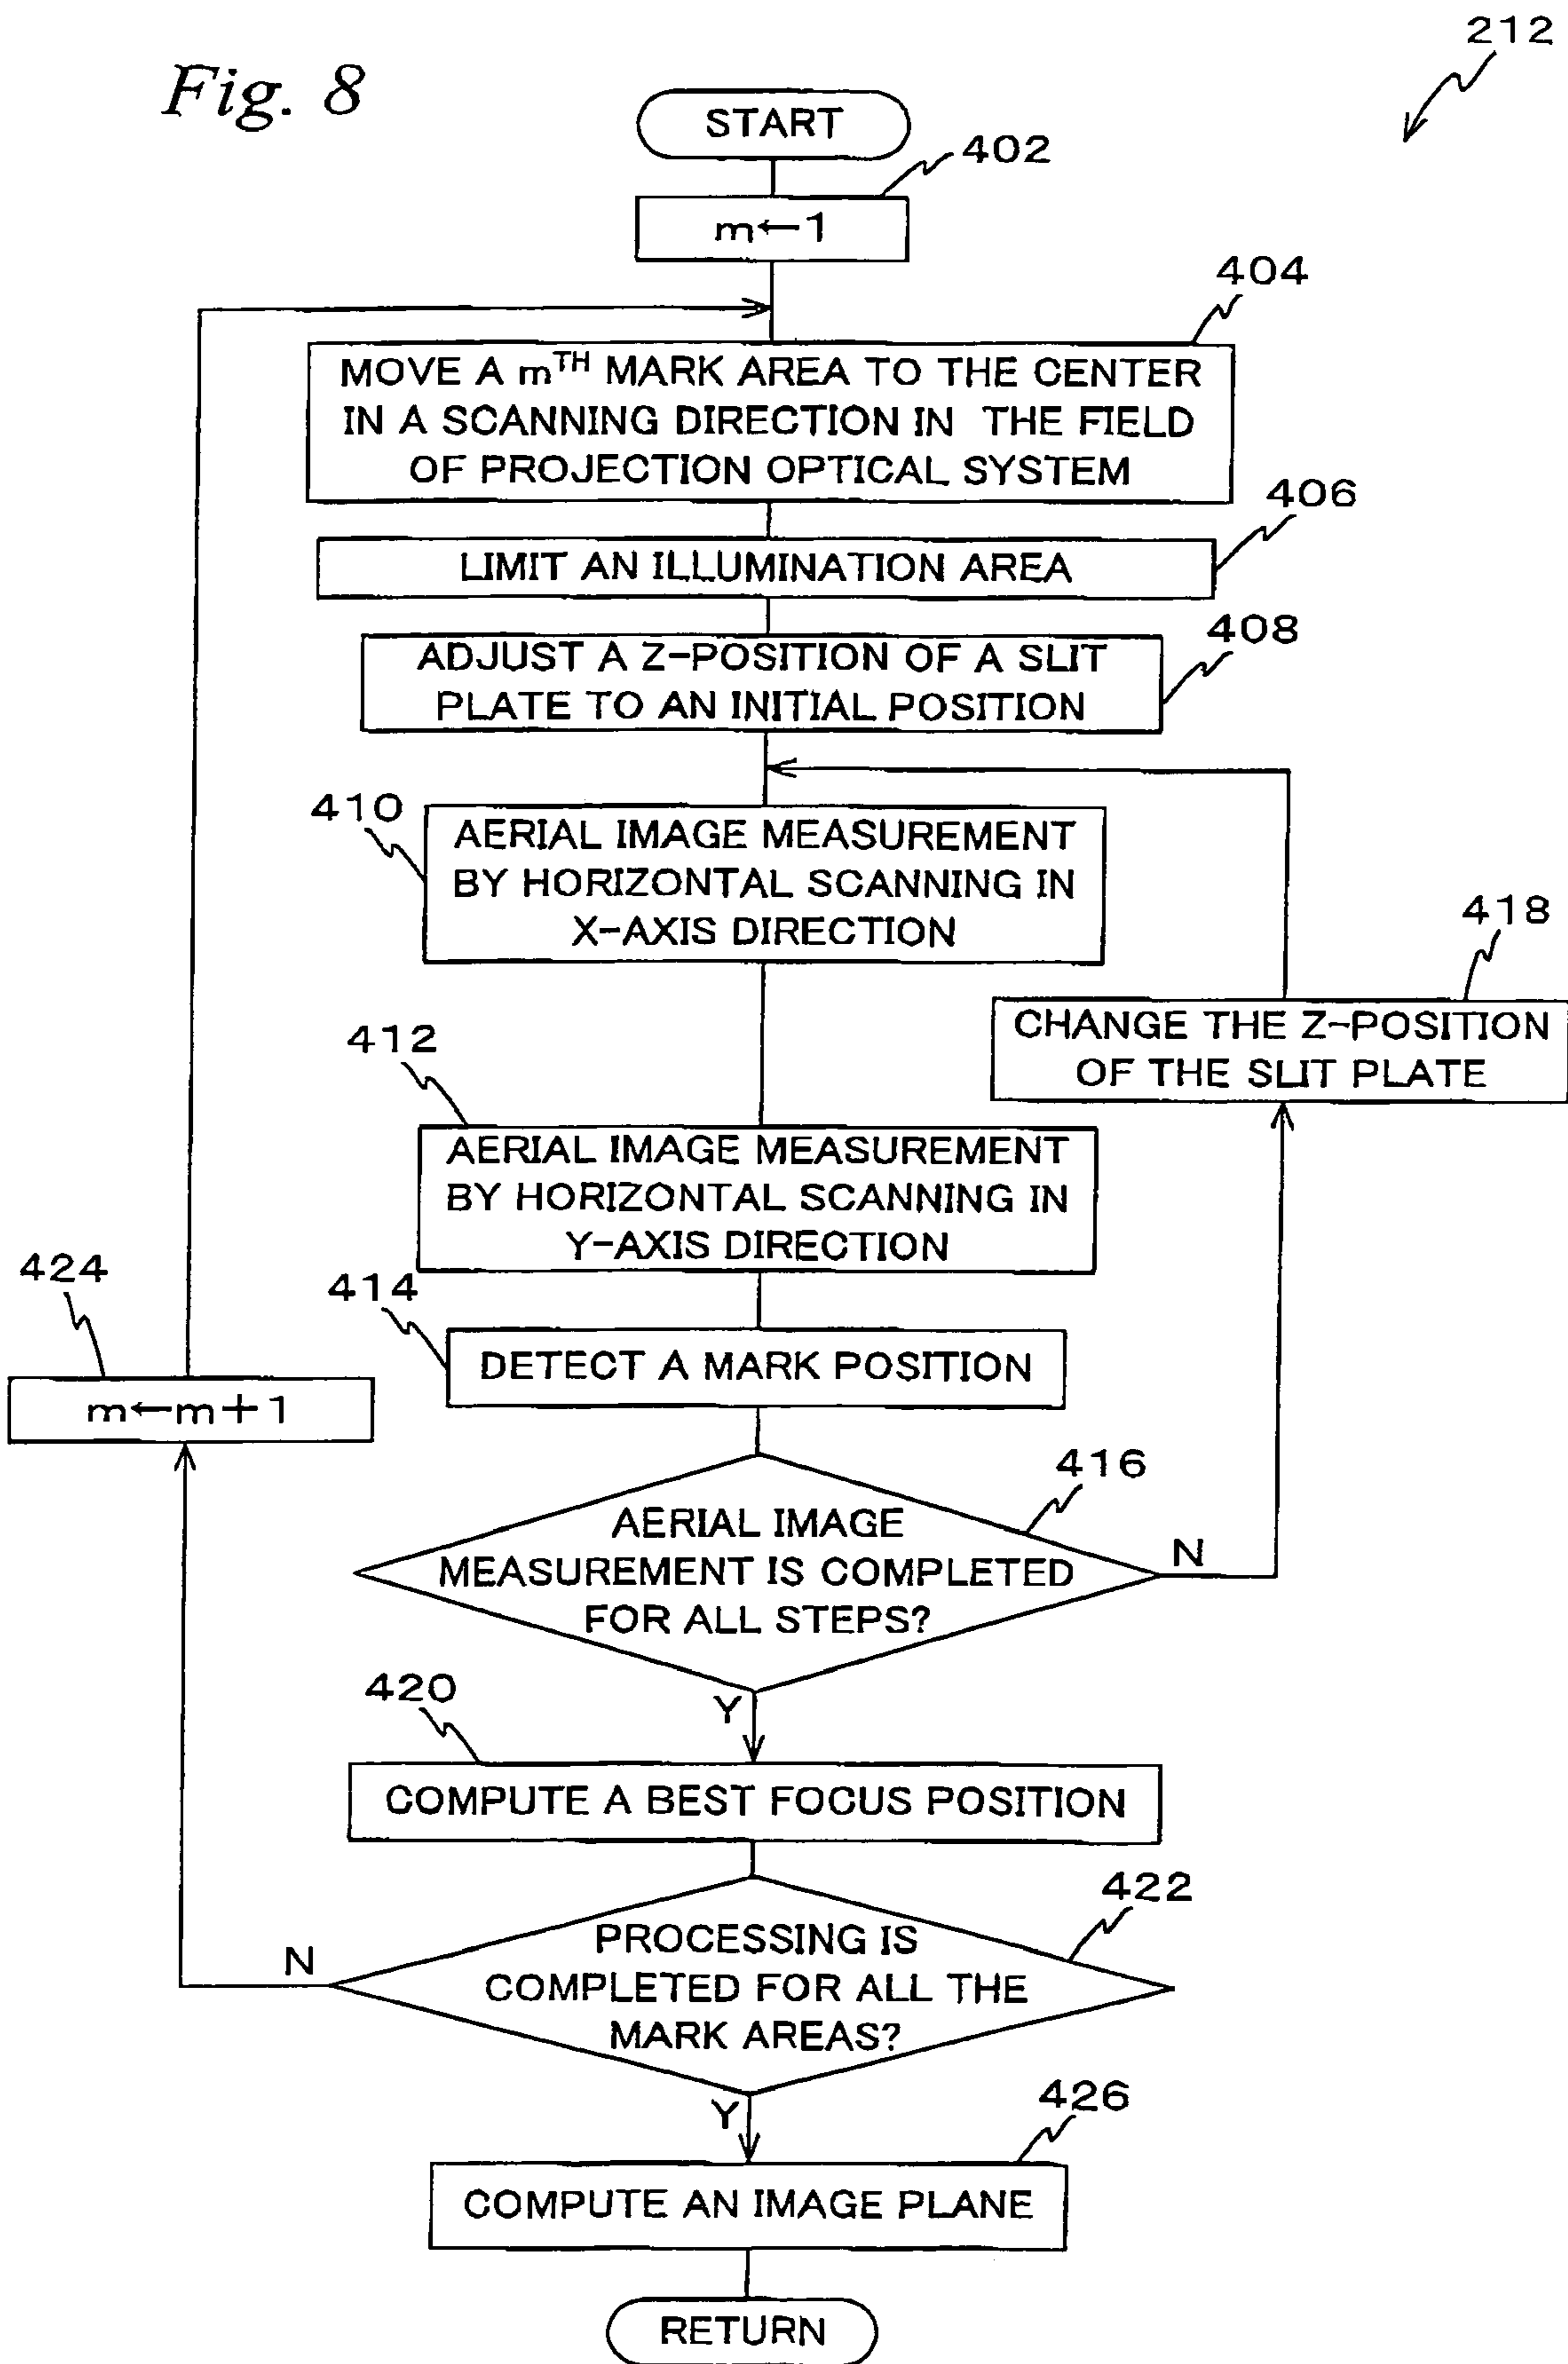 212
Fig. 8
START
402
m←1
404
MOVE A mTH MARK AREA TO THE CENTER
IN A SCANNING DIRECTION IN THE FIELD
OF PROJECTION OPTICAL SYSTEM
406
LIMIT AN ILLUMINATION AREA
408
ADJUST A Z-POSITION OF A SLIT
PLATE TO AN INITIAL POSITION
410
AERIAL IMAGE MEASUREMENT
BY HORIZONTAL SCANNING IN
X-AXIS DIRECTION
418
CHANGE THE Z-POSITION
OF THE SLIT PLATE
412
AERIAL IMAGE MEASUREMENT
BY HORIZONTAL SCANNING IN
Y-AXIS DIRECTION
424
m←m+1
414
DETECT A MARK POSITION
416
AERIAL IMAGE
MEASUREMENT IS COMPLETED
FOR ALL STEPS?
N
Y
420
COMPUTE A BEST FOCUS POSITION
422
PROCESSING IS
COMPLETED FOR ALL THE
MARK AREAS?
N
Y
426
COMPUTE AN IMAGE PLANE
RETURN